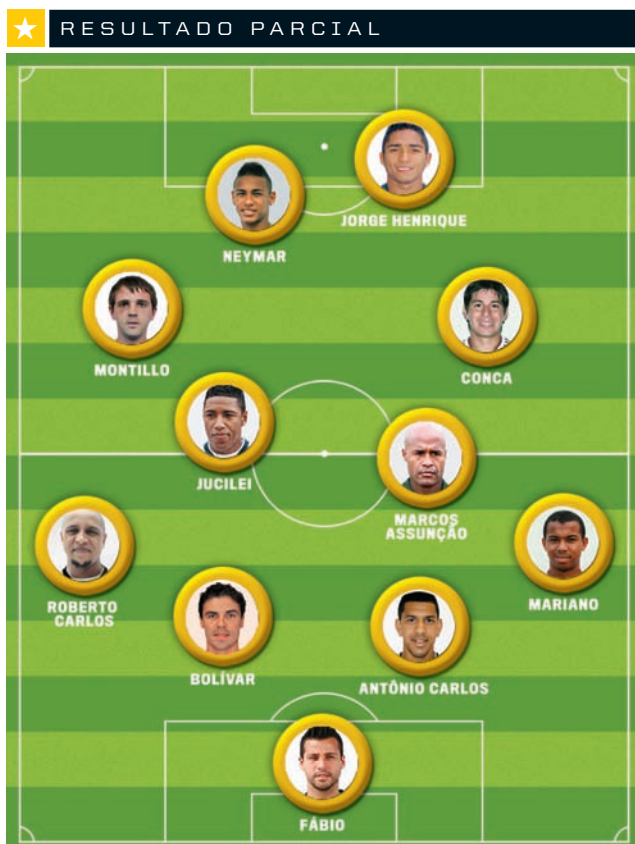 RESULTADO PARCIAL
JORGE HENRIQUE
NEYMAR
MONTILLO
CONCA
JUCILEI
MARCOS
ASSUNÇÃO
ROBERTO
CARLOS
MARIANO
BOLÍVAR
ANTÔNIO CARLOS
FÁBIO